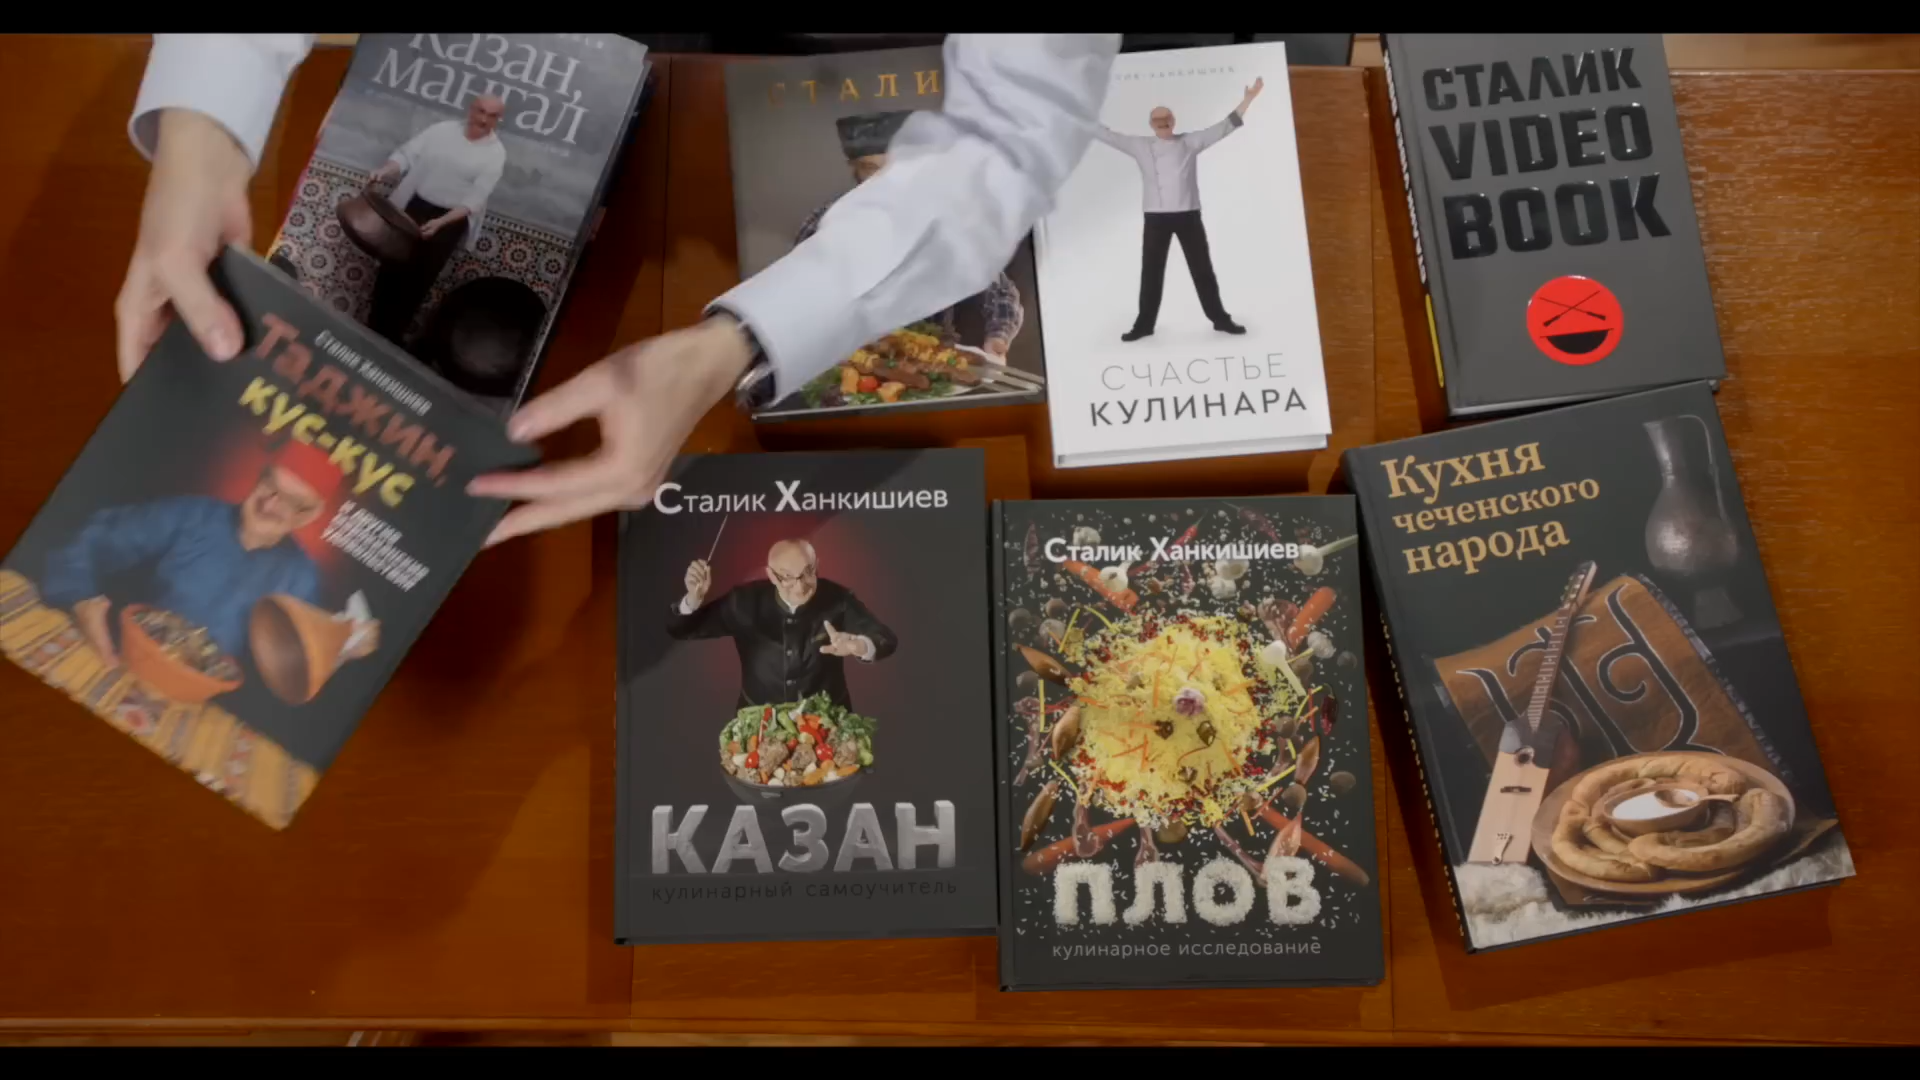 Казан,
мангал
СТАЛИ
СТАЛИК
VIDEO
BOOK
СЧАСТЬЕ
КУЛИНАРА
Сталик Ханкишиев
Таджин,
кус-кус
Сталик Ханкишиев
КАЗАН
кулинарный самоучитель
Сталик Ханкишиев
ПЛОВ
кулинарное исследование
Кухня
чеченского
народа